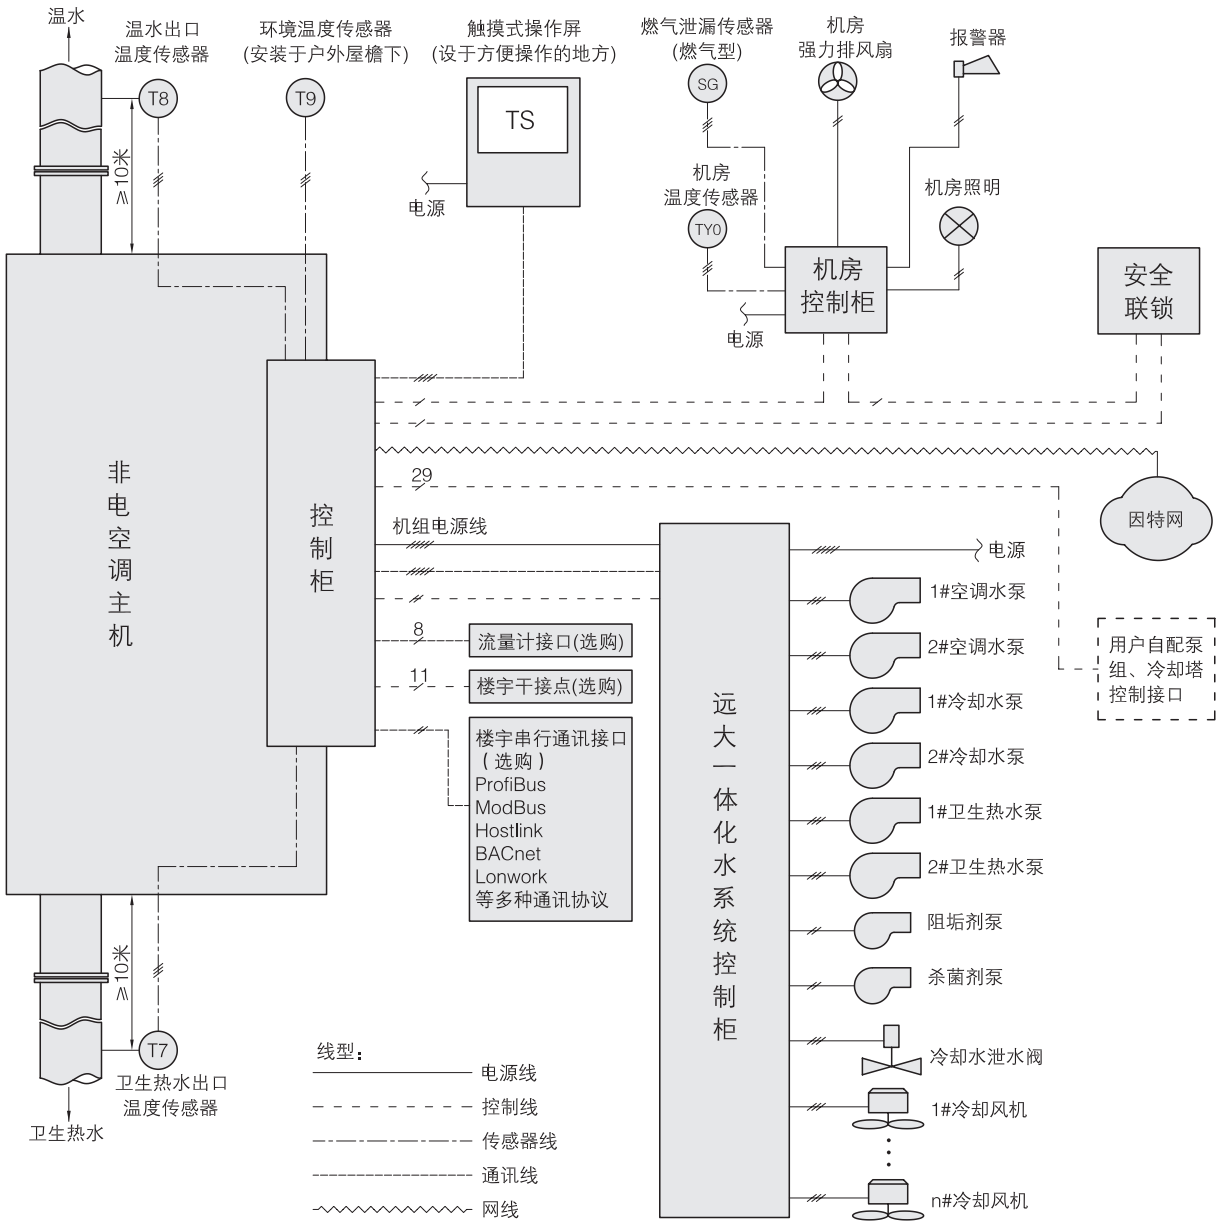 温水
温水出口
温度传感器
T8
≥10米
环境温度传感器
(安装于户外屋檐下)
T9
触摸式操作屏
(设于方便操作的地方)
TS
电源
燃气泄漏传感器
(燃气型)
SG
机房
强力排风扇
报警器
机房
温度传感器
TY0
机房照明
机房
控制柜
电源
安全
联锁
非电空调主机
控制柜
29
因特网
机组电源线
8
流量计接口(选购)
11
楼宇干接点(选购)
楼宇串行通讯接口
(选购)
ProfiBus
ModBus
Hostlink
BACnet
Lonwork
等多种通讯协议
远大一体化水系统控制柜
电源
1#空调水泵
2#空调水泵
1#冷却水泵
2#冷却水泵
1#卫生热水泵
2#卫生热水泵
阻垢剂泵
杀菌剂泵
冷却水泄水阀
1#冷却风机
n#冷却风机
用户自配泵
组、冷却塔
控制接口
≥10米
T7
卫生热水出口
温度传感器
卫生热水
线型:
电源线
控制线
传感器线
通讯线
网线